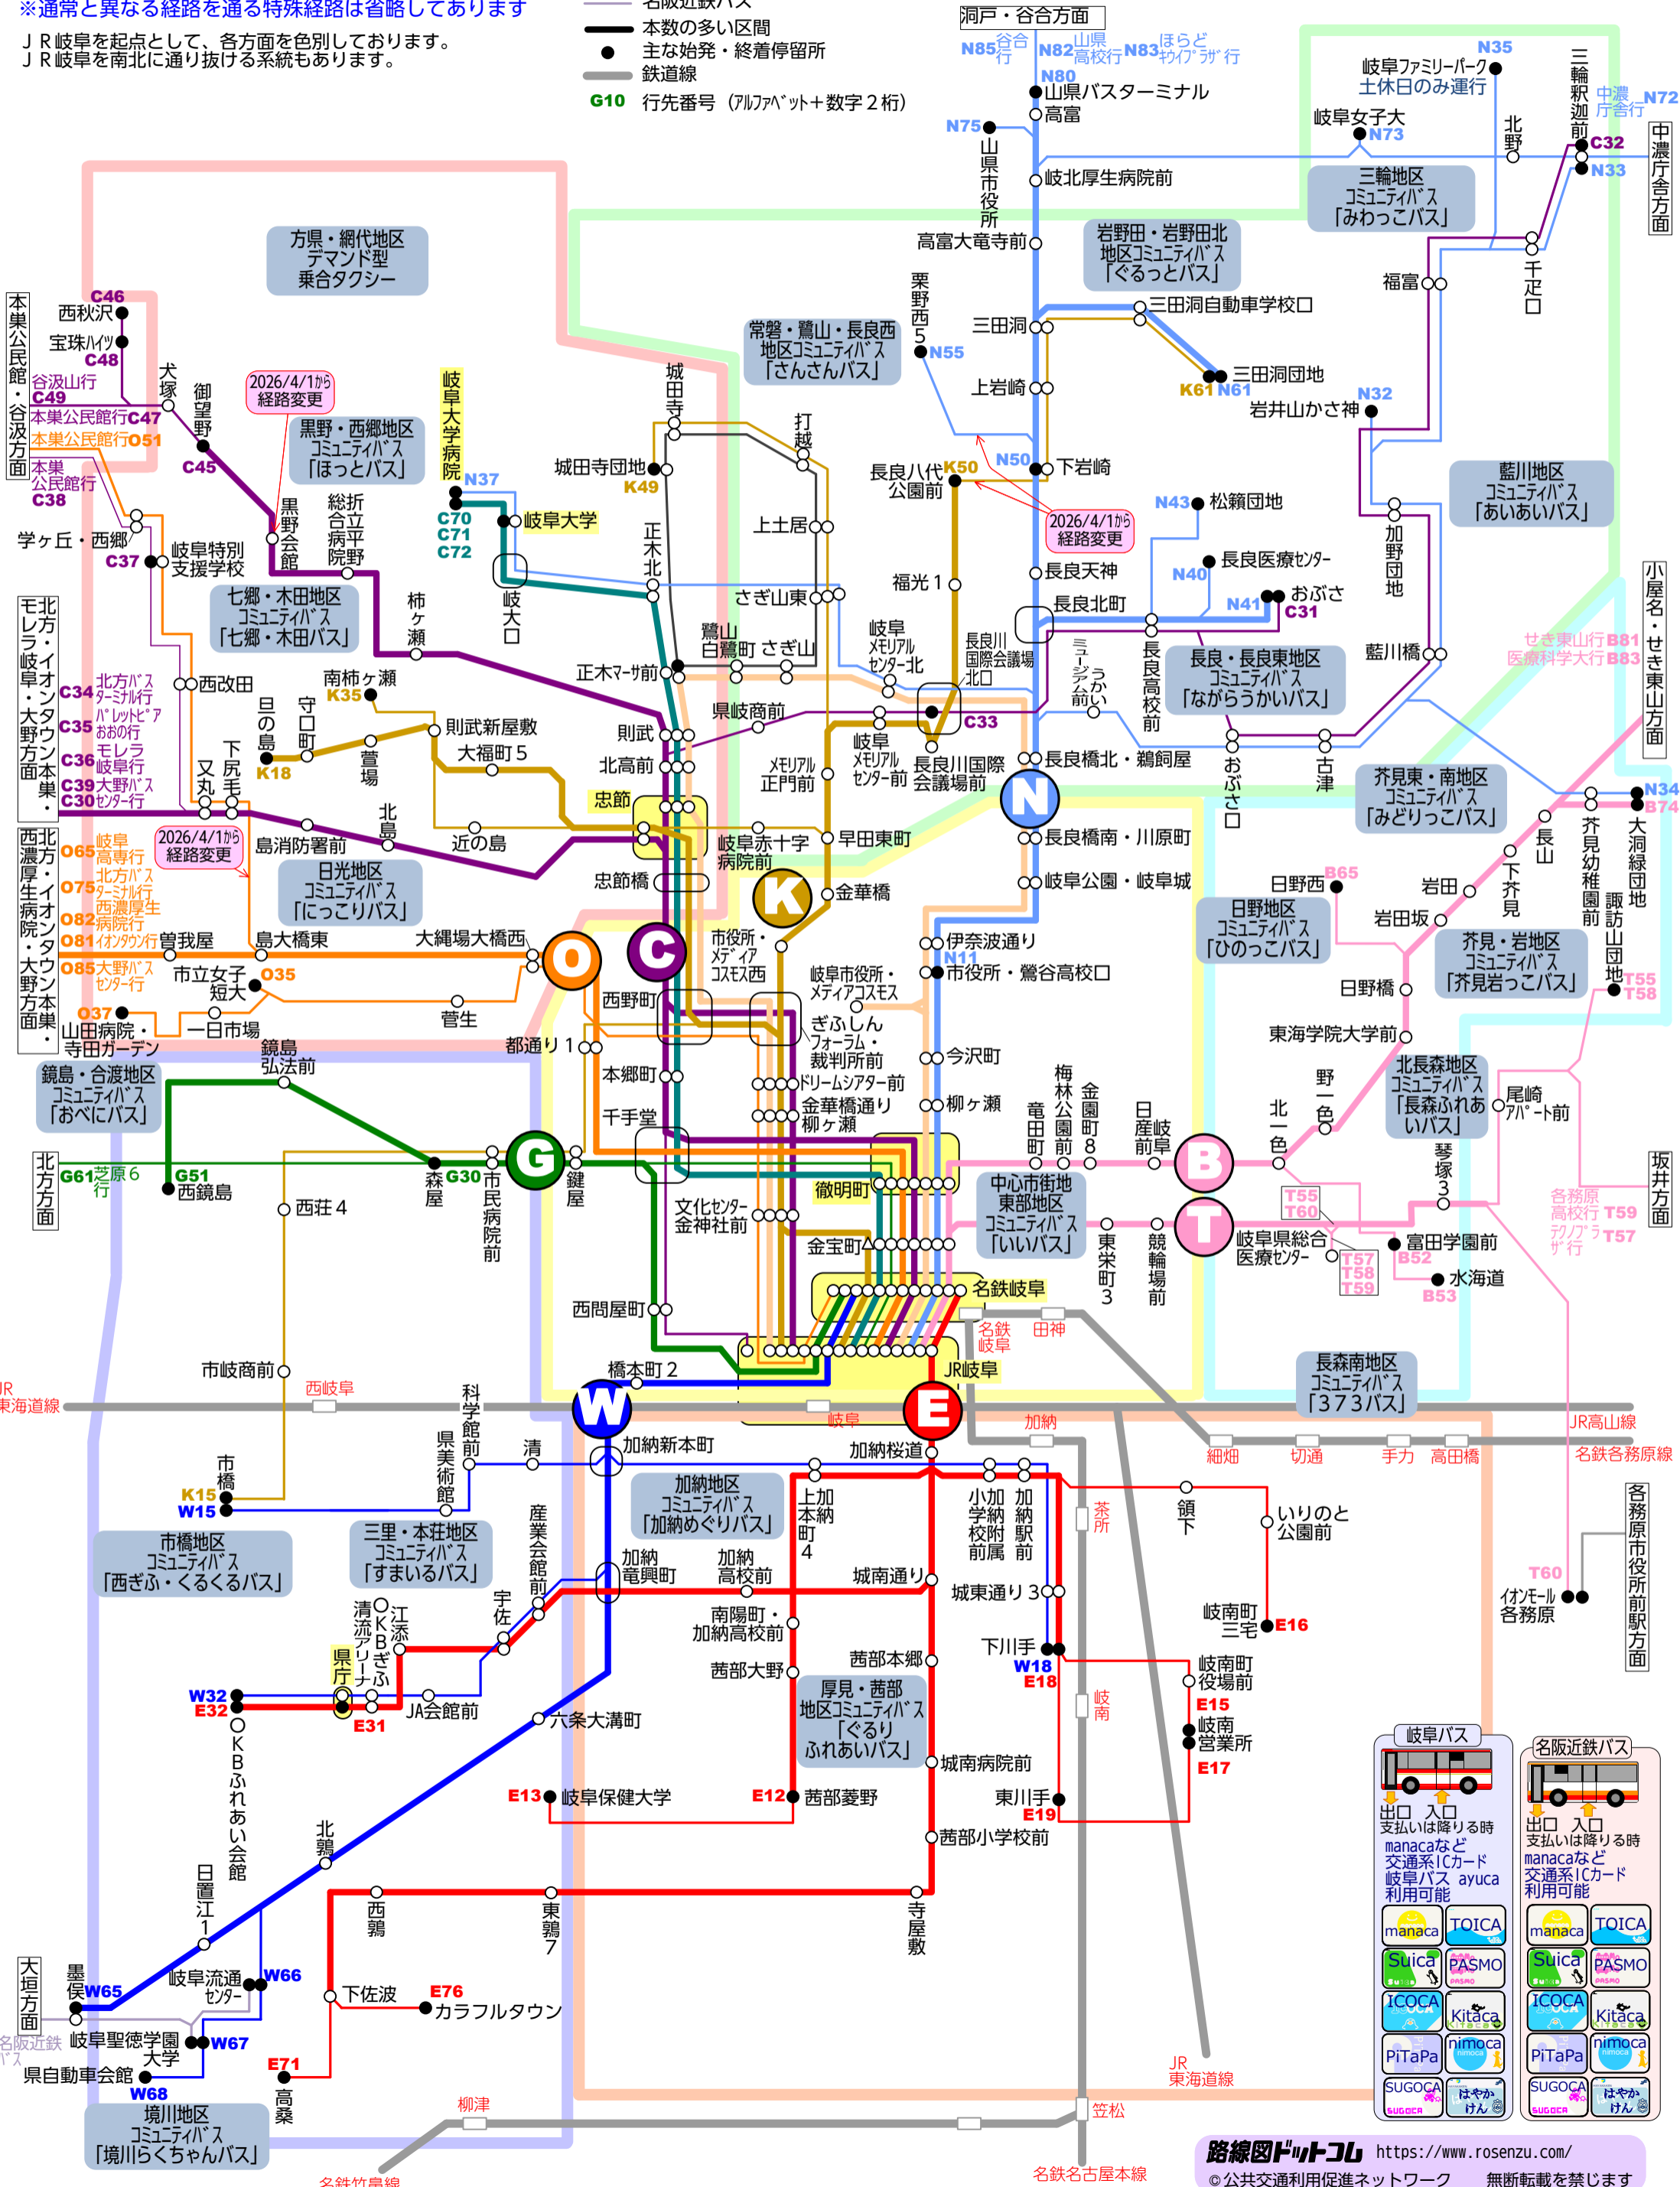 ※通常と異なる経路を通る特殊経路は省略してあります
ＪＲ岐阜を起点として、各方面を色別しております。
ＪＲ岐阜を南北に通り抜ける系統もあります。
名阪近鉄バス
本数の多い区間
主な始発・終着停留所
鉄道線
G10 行先番号（ｱﾙﾌｧﾍﾞｯﾄ＋数字２桁）
洞戸・谷合方面
N85 谷合行
N82 山県高校行
N83 ほらどｷｳｲﾌﾟﾗｻﾞ行
N80
山県バスターミナル
高富
N75
山県市役所
岐北厚生病院前
高富大竜寺前
N35
岐阜ファミリーパーク
土休日のみ運行
岐阜女子大
N73
北野
三輪釈迦前
中濃庁舎行 N72
C32
N33
中濃庁舎方面
三輪地区
コミュニティバス
「みわっこバス」
千疋口
福富
岩野田・岩野田北
地区コミュニティバス
「ぐるっとバス」
方県・網代地区
デマンド型
乗合タクシー
栗野西５
N55
三田洞
三田洞自動車学校口
三田洞団地
K61 N61
上岩崎
常磐・鷺山・長良西
地区コミュニティバス
「さんさんバス」
岩井山かさ神
N32
本巣公民館・谷汲方面
C46
西秋沢
宝珠ハイツ
C48
谷汲山行
C49
本巣公民館行 C47
本巣公民館行 O51
本巣
公民館行
C38
犬塚
御望野
C45
2026/4/1から
経路変更
黒野・西郷地区
コミュニティバス
「ほっとバス」
岐阜大学病院
N37
C70
C71
C72
岐阜大学
岐大口
城田寺
城田寺団地
K49
打越
上土居
正木北
さぎ山東
鷺山
白鷺町
さぎ山
長良八代
公園前
K50
N50
下岩崎
2026/4/1から
経路変更
福光１
長良天神
長良北町
N43
松籟団地
長良医療センター
N40
N41
おぶさ
C31
藍川地区
コミュニティバス
「あいあいバス」
加野団地
藍川橋
学ヶ丘・西郷
C37
岐阜特別
支援学校
黒野会館
総合病院
折立平野
七郷・木田地区
コミュニティバス
「七郷・木田バス」
柿ヶ瀬
西改田
北方・イオンタウン本巣・
モレラ岐阜・大野方面
C34 北方バスターミナル行
C35 パレットピアおおの行
C36 モレラ岐阜行
C39 大野バス
C30 センター行
南柿ヶ瀬
K35
旦の島
K18
守口町
萱場
則武新屋敷
大福町５
又丸
下尻毛
島消防署前
北島
近の島
正木マーサ前
則武
北高前
忠節
忠節橋
県岐商前
メモリアル
正門前
岐阜
メモリアル
センター北
岐阜
メモリアル
センター前
長良川
国際会議場
北口
C33
長良川国際
会議場前
ミュージアム前
うかい
長良高校前
長良・長良東地区
コミュニティバス
「ながらうかいバス」
おぶさ口
古津
長良橋北・鵜飼屋
N
長良橋南・川原町
岐阜公園・岐阜城
岐阜赤十字
病院前
早田東町
金華橋
K
小屋名・せき東山方面
せき東山行 B81
医療科学大行 B83
芥見東・南地区
コミュニティバス
「みどりっこバス」
N34
B74
大洞緑団地
芥見幼稚園前
長山
下芥見
岩田
岩田坂
日野西
B65
日野地区
コミュニティバス
「ひのっこバス」
芥見・岩地区
コミュニティバス
「芥見岩っこバス」
諏訪山団地
T55
T58
日野橋
東海学院大学前
西濃厚生・イオンタウン本巣・
北方病院・大野方面
O65 岐阜高専行
O75 北方バスターミナル行
O82 西濃厚生病院行
O81 イオンタウン行
O85 大野バスセンター行
2026/4/1から
経路変更
日光地区
コミュニティバス
「にっこりバス」
曽我屋
島大橋東
大縄場大橋西
O
C
市立女子
短大
O35
O37
山田病院・
寺田ガーデン
一日市場
菅生
市役所・
メディア
コスモス西
西野町
岐阜市役所・
メディアコスモス
ぎふしん
フォーラム・
裁判所前
伊奈波通り
N11
市役所・鶯谷高校口
今沢町
柳ヶ瀬
ドリームシアター前
金華橋通り
柳ヶ瀬
都通り１
本郷町
千手堂
鏡島
弘法前
鏡島・合渡地区
コミュニティバス
「おべにバス」
北方方面
G61 芝原６行
G51
西鏡島
森屋
G30
市民病院前
G
鍵屋
西荘４
徹明町
文化センター
金神社前
金宝町
竜田町
梅林公園前
金園町８
日産前
岐阜
B
T
中心市街地
東部地区
コミュニティバス
「いいバス」
東栄町３
競輪場前
北一色
野一色
北長森地区
コミュニティバス
「長森ふれあ
いバス」
尾崎
アパート前
琴塚３
T55
T60
岐阜県総合
医療センター
T57
T58
T59
富田学園前
B52
水海道
B53
坂井方面
各務原
高校行 T59
テクノプラザ行 T57
名鉄岐阜
西問屋町
JR岐阜
名鉄
岐阜
田神
市岐商前
橋本町２
W
E
JR
東海道線
西岐阜
岐阜
加納
細畑
切通
手力
高田橋
JR高山線
名鉄各務原線
長森南地区
コミュニティバス
「３７３バス」
科学館前
県美術館
清
加納新本町
加納桜道
市橋
K15
W15
加納地区
コミュニティバス
「加納めぐりバス」
上本町４
加納
小学校前
加納附属
加納駅前
茶所
領下
いりのと
公園前
各務原市役所前駅方面
T60
イオンモール
各務原
市橋地区
コミュニティバス
「西ぎふ・くるくるバス」
三里・本荘地区
コミュニティバス
「すまいるバス」
産業会館前
加納
竜興町
加納
高校前
城南通り
城東通り３
南陽町・
加納高校前
茜部大野
茜部本郷
下川手
W18
E18
岐南町
三宅
E16
岐南町
役場前
E15
岐南
営業所
E17
岐南
宇佐
江添
ＯＫＢぎふ
清流アリーナ
県庁
W32
E32
E31
JA会館前
ＯＫＢふれあい会館
六条大溝町
厚見・茜部
地区コミュニティバス
「ぐるり
ふれあいバス」
城南病院前
E13
岐阜保健大学
E12
茜部菱野
東川手
E19
茜部小学校前
北鶉
日置江１
西鶉
東鶉７
寺屋敷
大垣方面
墨俣
W65
岐阜流通
センター
W66
名阪近鉄
バス
岐阜聖徳学園
大学
W67
県自動車会館
W68
下佐波
E76
カラフルタウン
E71
高桑
境川地区
コミュニティバス
「境川らくちゃんバス」
柳津
名鉄竹鼻線
笠松
名鉄名古屋本線
JR
東海道線
岐阜バス
出口 入口
支払いは降りる時
manacaなど
交通系ICカード
岐阜バス ayuca
利用可能
manaca TOICA
Suica PASMO
ICOCA Kitaca
PiTaPa nimoca
SUGOCA はやかけん
名阪近鉄バス
出口 入口
支払いは降りる時
manacaなど
交通系ICカード
利用可能
manaca TOICA
Suica PASMO
ICOCA Kitaca
PiTaPa nimoca
SUGOCA はやかけん
路線図ドットコム https://www.rosenzu.com/
©公共交通利用促進ネットワーク 無断転載を禁じます